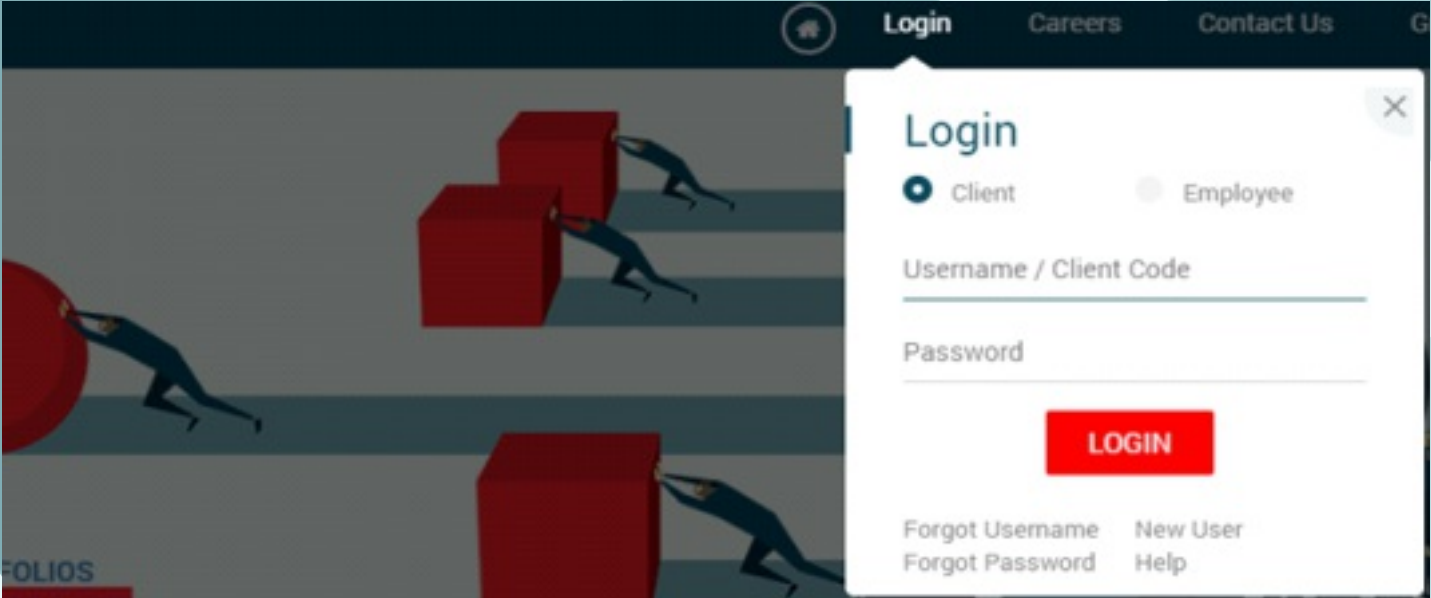 Login Careers Contact Us G
Login
Client Employee
Username / Client Code
Password
LOGIN
Forgot Username New User
Forgot Password Help
FOLIOS